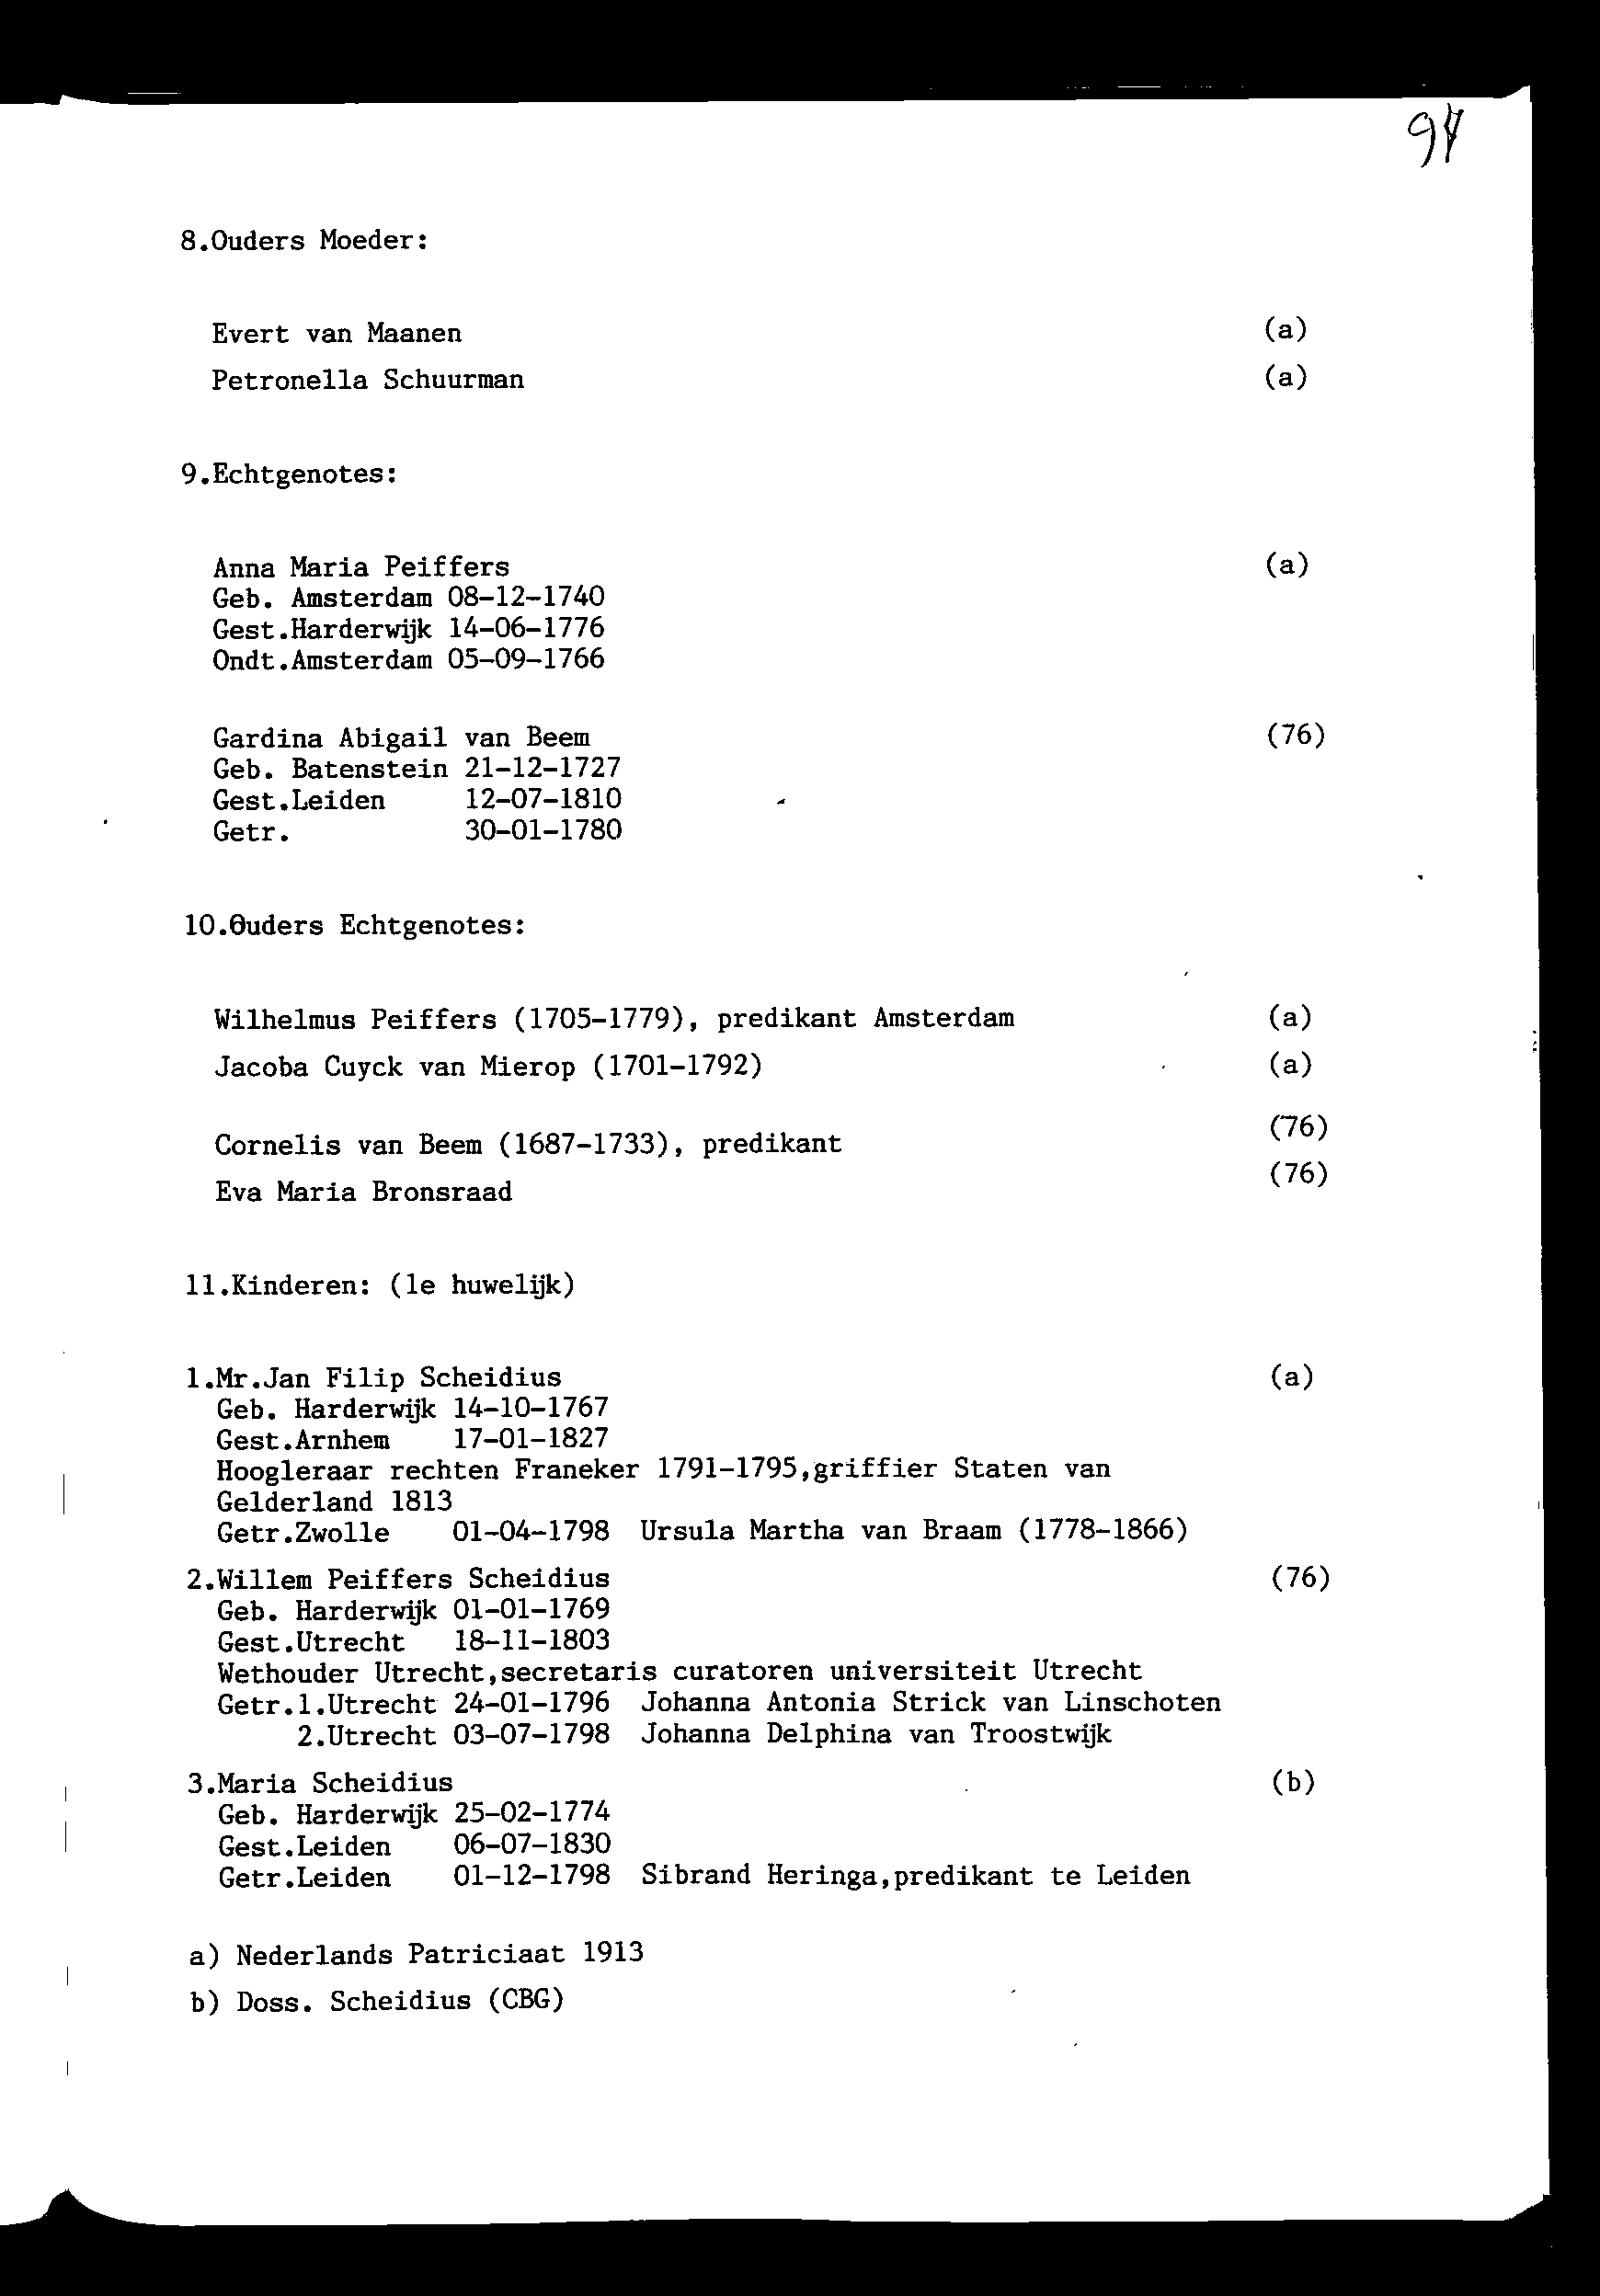 8.Ouders Moeder:
Evert van Maanen (a)
Petronella Schuurman (a)
9.Echtgenotes:
Anna Maria Peiffers (a)
Geb. Amsterdam 08-12-1740
Gest.Harderwijk 14-06-1776
Ondt.Amsterdam 05-09-1766
Gardina Abigail van Beem (76)
Geb. Batenstein 21-12-1727
Gest.Leiden 12-07-1810
Getr. 30-01-1780
10.Ouders Echtgenotes:
Wilhelmus Peiffers (1705-1779), predikant Amsterdam (a)
Jacoba Cuyck van Mierop (1701-1792) (a)
Cornelis van Beem (1687-1733), predikant (76)
Eva Maria Bronsraad (76)
11.Kinderen: (1e huwelijk)
1.Mr.Jan Filip Scheidius (a)
Geb. Harderwijk 14-10-1767
Gest.Arnhem 17-01-1827
Hoogleraar rechten Franeker 1791-1795,griffier Staten van
Gelderland 1813
Getr.Zwolle 01-04-1798 Ursula Martha van Braam (1778-1866)
2.Willem Peiffers Scheidius (76)
Geb. Harderwijk 01-01-1769
Gest.Utrecht 18-11-1803
Wethouder Utrecht,secretaris curatoren universiteit Utrecht
Getr.1.Utrecht 24-01-1796 Johanna Antonia Strick van Linschoten
2.Utrecht 03-07-1798 Johanna Delphina van Troostwijk
3.Maria Scheidius (b)
Geb. Harderwijk 25-02-1774
Gest.Leiden 06-07-1830
Getr.Leiden 01-12-1798 Sibrand Heringa,predikant te Leiden
a) Nederlands Patriciaat 1913
b) Doss. Scheidius (CBG)